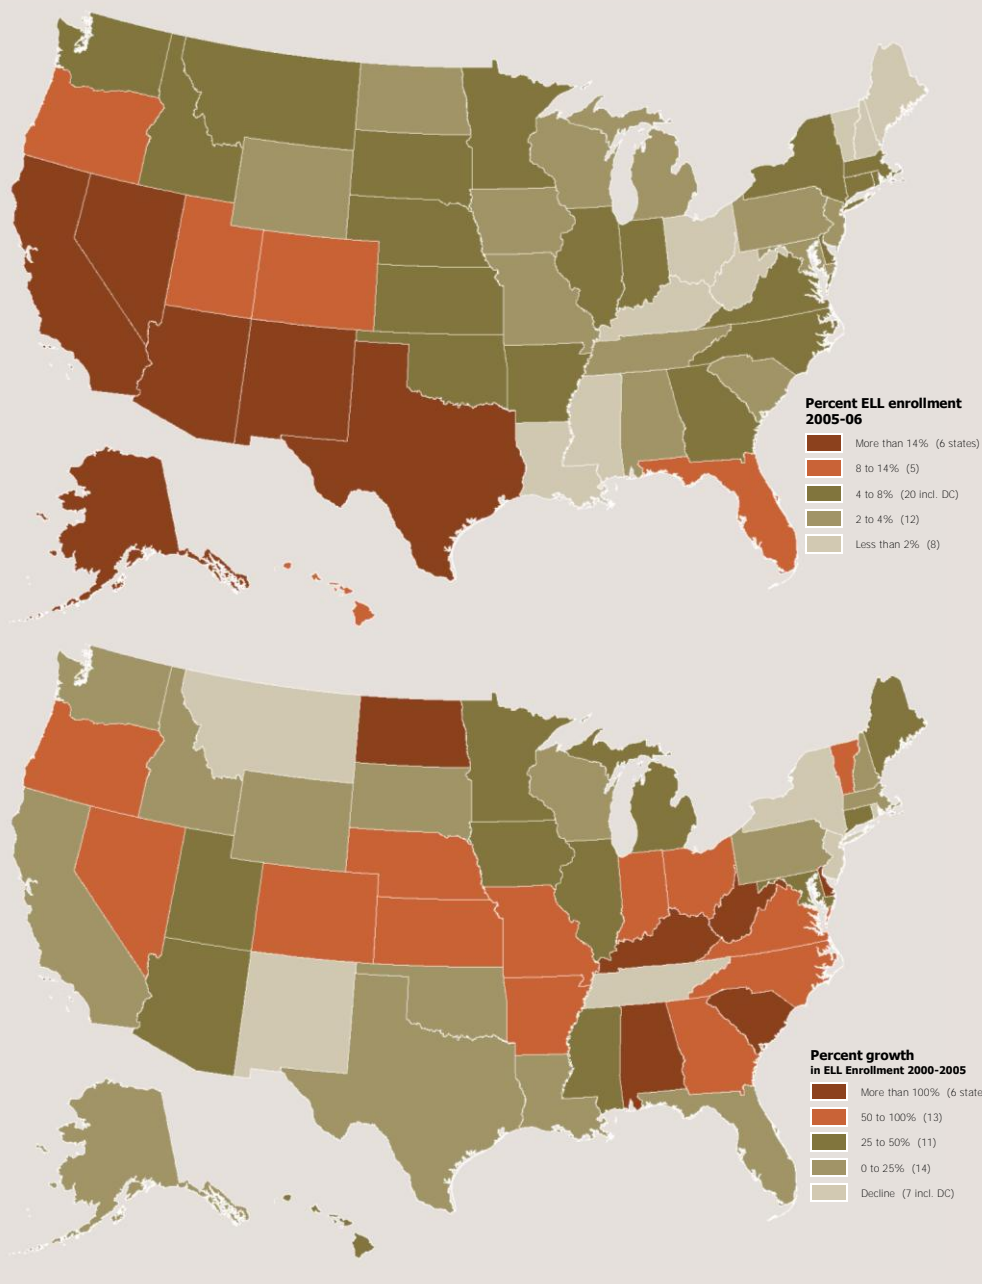 Percent ELL enrollment
2005-06
More than 14% (6 states)
8 to 14% (5)
4 to 8% (20 incl. DC)
2 to 4% (12)
Less than 2% (8)
Percent growth
in ELL Enrollment 2000-2005
More than 100% (6 state
50 to 100% (13)
25 to 50% (11)
0 to 25% (14)
Decline (7 incl. DC)